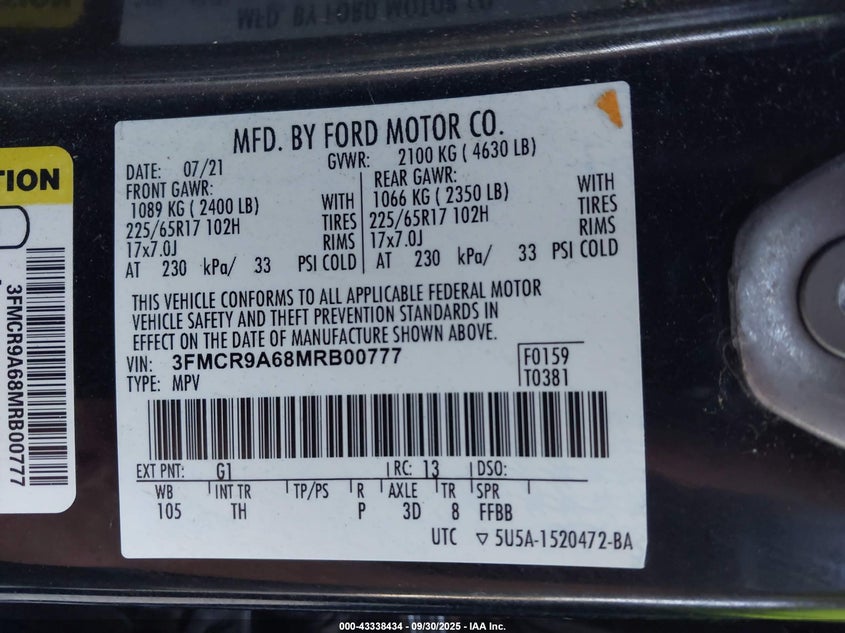 MFD. BY FORD MOTOR CO.
TION
3FMCR9A68MRB00777
MFD. BY FORD MOTOR CO.
DATE: 07/21 GVWR: 2100 KG ( 4630 LB)
FRONT GAWR: REAR GAWR:
1089 KG ( 2400 LB) WITH 1066 KG ( 2350 LB) WITH
225/65R17 102H TIRES 225/65R17 102H TIRES
17x7.0J RIMS 17x7.0J RIMS
AT 230 kPa/ 33 PSI COLD AT 230 kPa/ 33 PSI COLD
THIS VEHICLE CONFORMS TO ALL APPLICABLE FEDERAL MOTOR
VEHICLE SAFETY AND THEFT PREVENTION STANDARDS IN
EFFECT ON THE DATE OF MANUFACTURE SHOWN ABOVE.
VIN: 3FMCR9A68MRB00777 F0159
TYPE: MPV T0381
EXT PNT: G1 RC: 13 DSO:
WB INT TR TP/PS R AXLE TR SPR
105 TH P 3D 8 FFBB
UTC ▽ 5U5A-1520472-BA
000-43338434 - 09/30/2025 - IAA Inc.